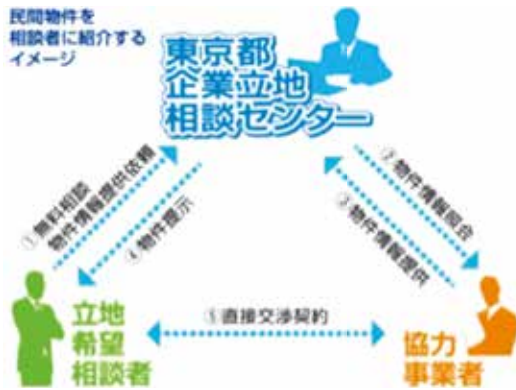 民間物件を
相談者に紹介する
イメージ
東京都
企業立地
相談センター
①無料相談
物件情報提供依頼
④物件提示
②物件情報照会
③物件情報提供
⑤直接交渉契約
立地
希望
相談者
協力
事業者